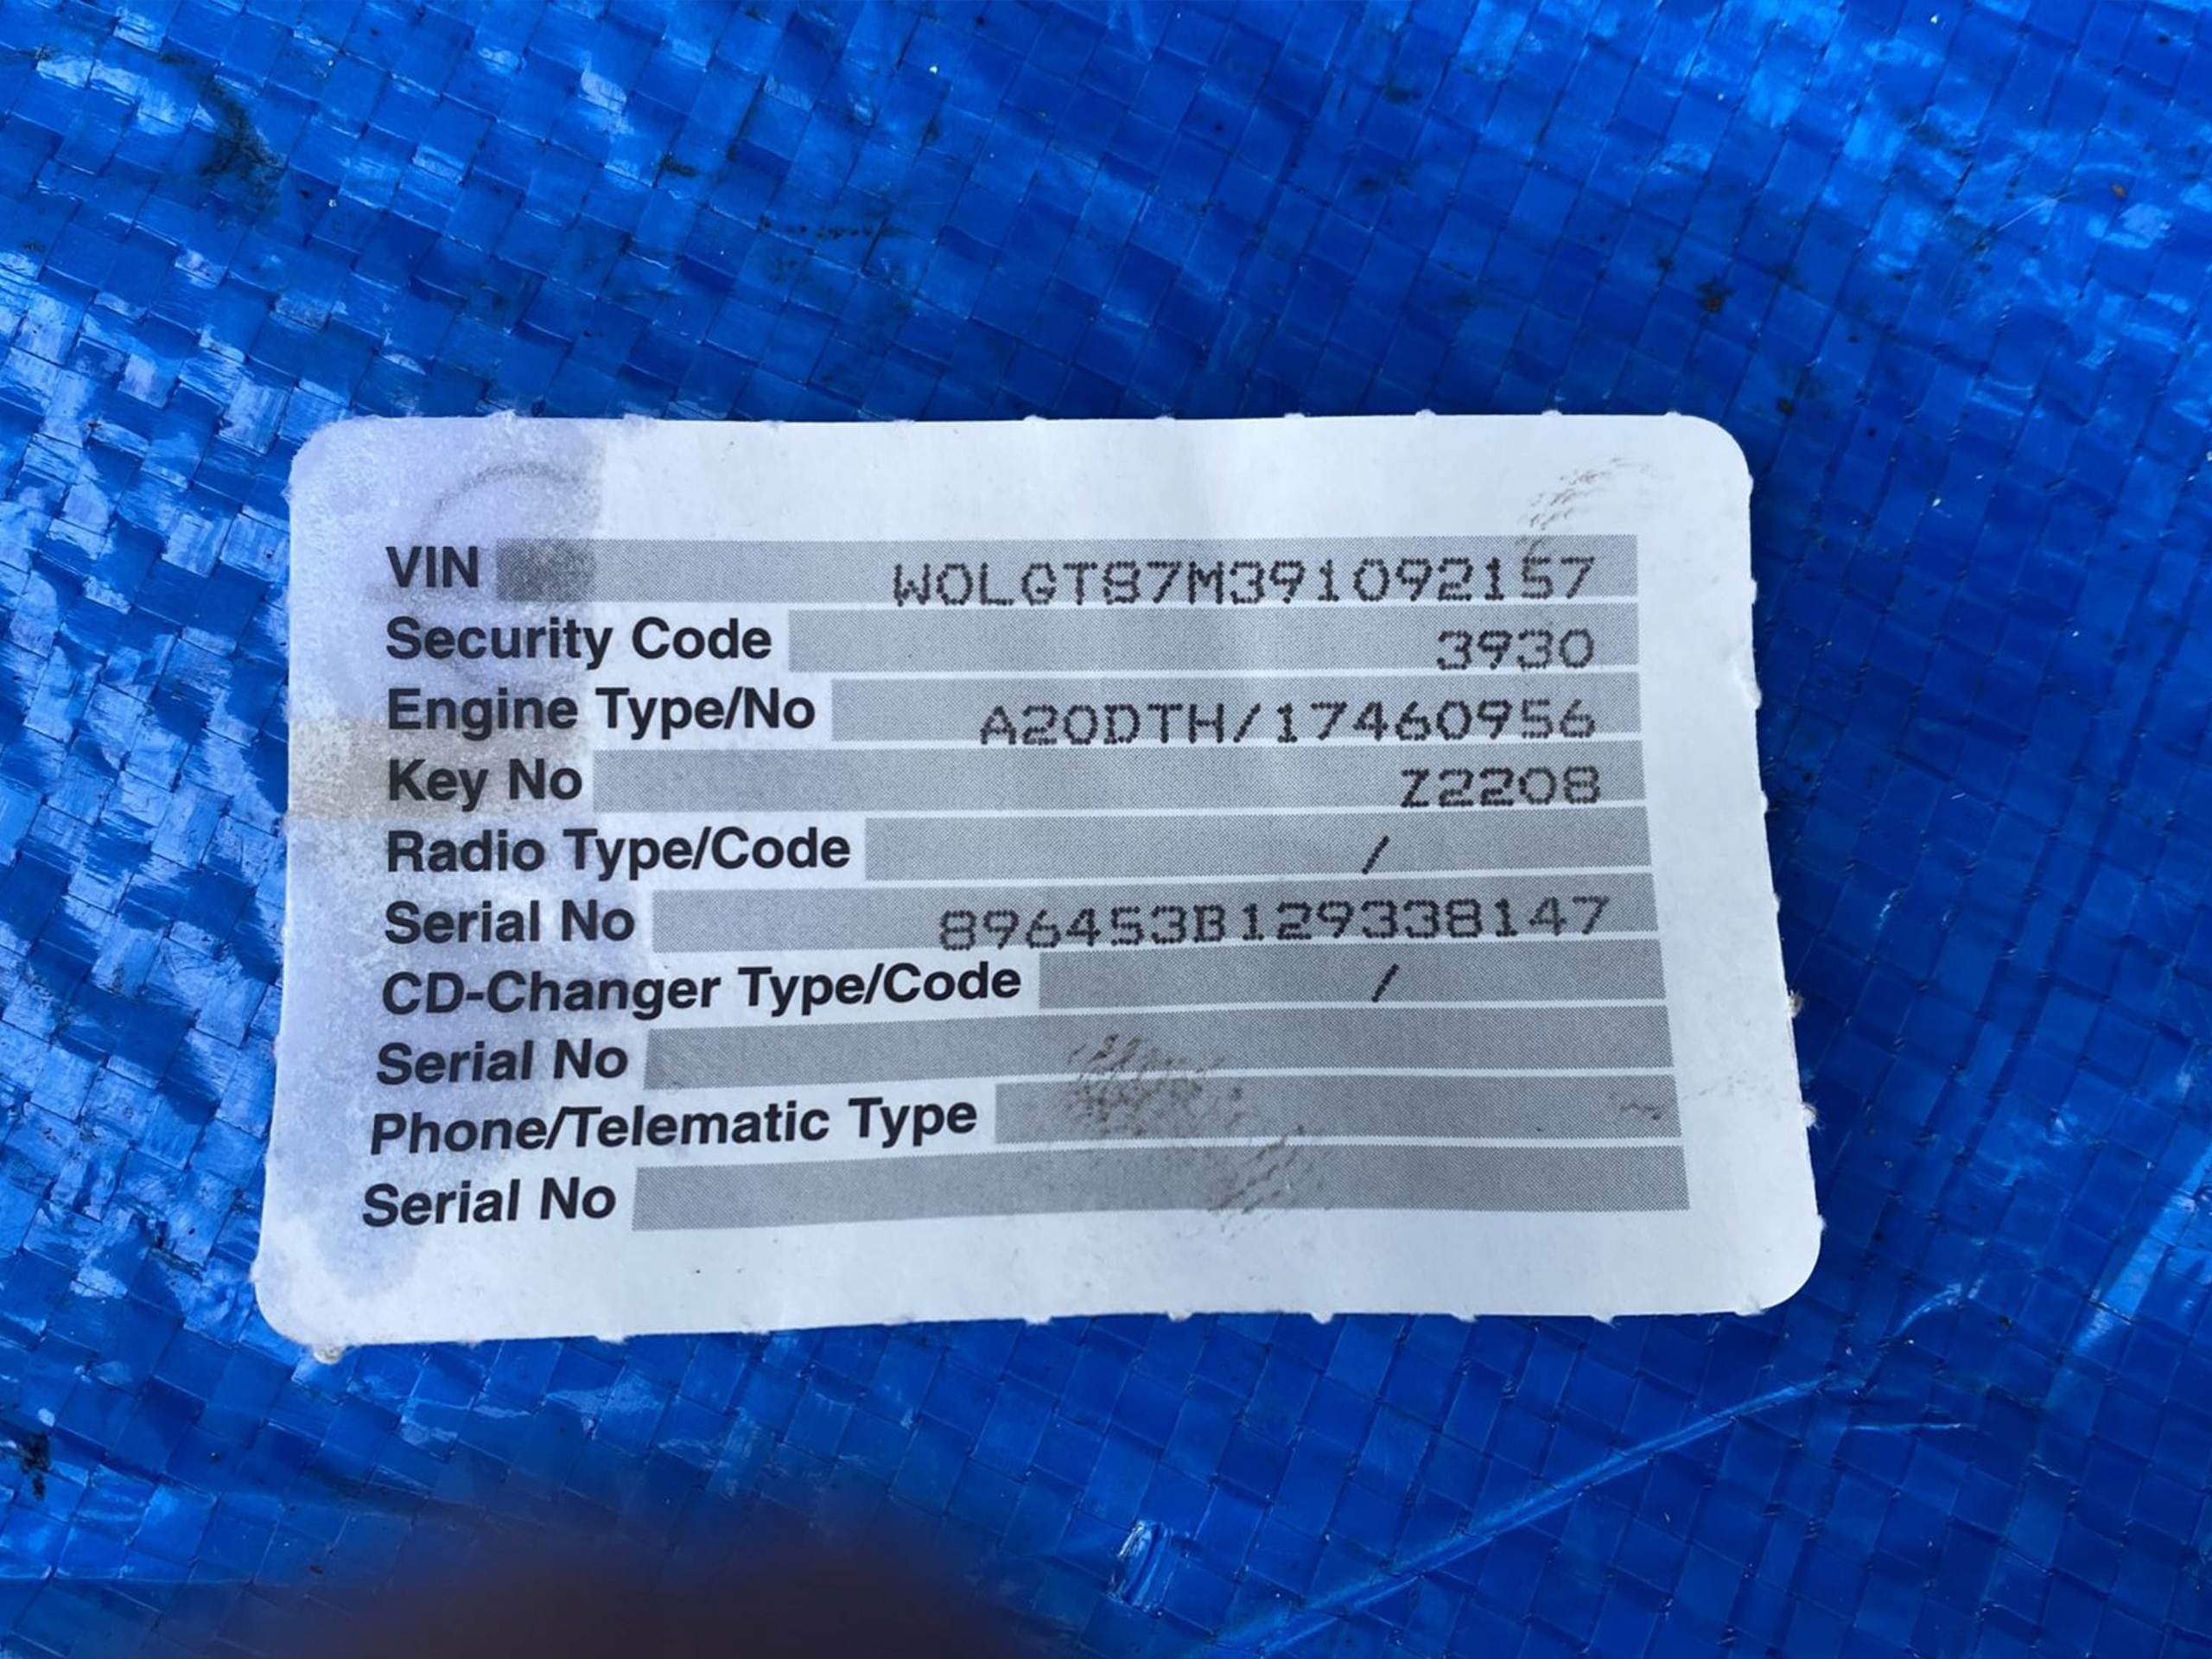 VIN W0LGT87M391092157
Security Code 3930
Engine Type/No A20DTH/17460956
Key No Z2208
Radio Type/Code /
Serial No 896453B129338147
CD-Changer Type/Code /
Serial No
Phone/Telematic Type
Serial No